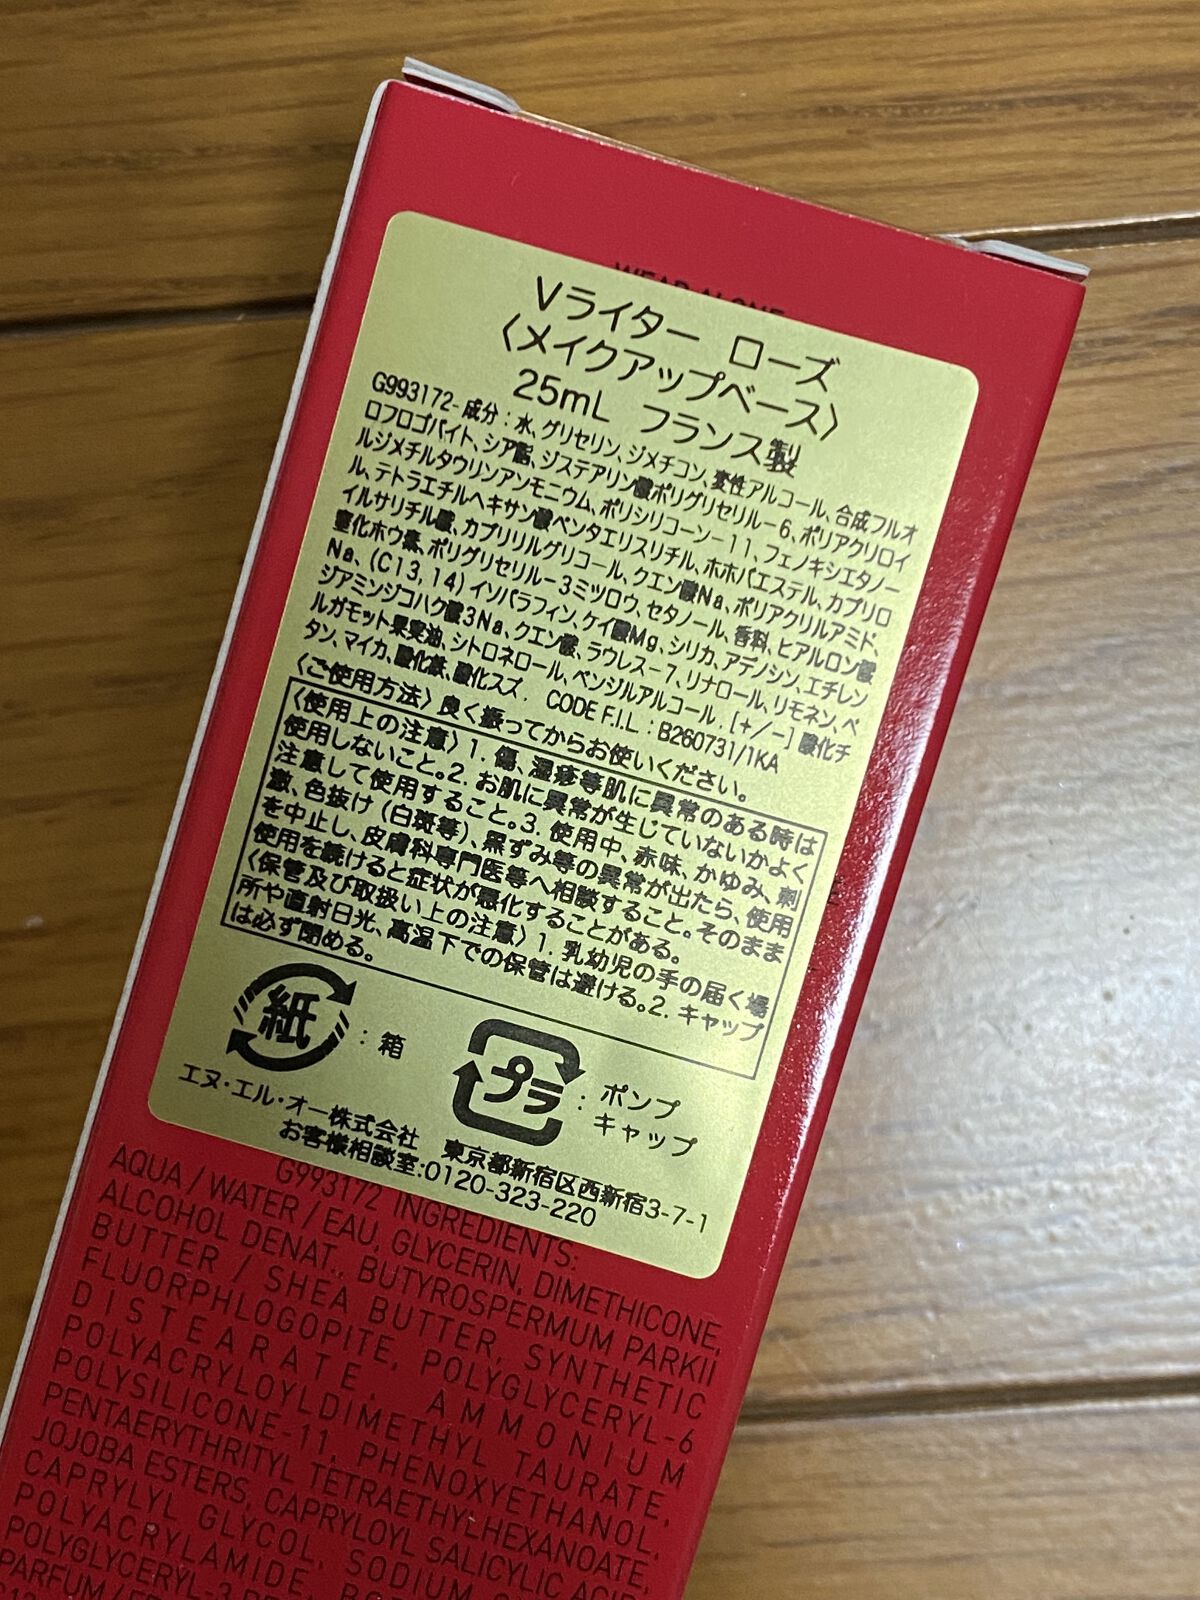 WEAR ALONE
Vライター ローズ
〈メイクアップベース〉
25mL フランス製
G993172-成分：水、グリセリン、ジメチコン、変性アルコール、合成フルオ
ロフロゴパイト、シア脂、ジステアリン酸ポリグリセリル-6、ポリアクリロイ
ルジメチルタウリンアンモニウム、ポリシリコーン-11、フェノキシエタノー
ル、テトラエチルヘキサン酸ペンタエリスリチル、ホホバエステル、カプリロ
イルサリチル酸、カプリリルグリコール、クエン酸Na、ポリアクリルアミド、
窒化ホウ素、ポリグリセリル-3ミツロウ、セタノール、香料、ヒアルロン酸
Na、(C13,14)イソパラフィン、ケイ酸Mg、シリカ、アデノシン、エチレン
ジアミンジコハク酸3Na、クエン酸、ラウレス-7、リナロール、リモネン、ベ
ルガモット果実油、シトロネロール、ベンジルアルコール．[+/-] 酸化チ
タン、マイカ、酸化鉄、酸化スズ． CODE F.I.L.：B260731/1KA
〈ご使用方法〉良く振ってからお使いください。
〈使用上の注意〉1. 傷、湿疹等肌に異常のある時は
使用しないこと。2. お肌に異常が生じていないかよく
注意して使用すること。3. 使用中、赤味、かゆみ、刺
激、色抜け（白斑等）、黒ずみ等の異常が出たら、使用
を中止し、皮膚科専門医等へ相談すること。そのまま
使用を続けると症状が悪化することがある。
〈保管及び取扱い上の注意〉1. 乳幼児の手の届く場
所や直射日光、高温下での保管は避ける。2. キャップ
は必ず閉める。
紙：箱
プラ：ポンプ
キャップ
エヌ・エル・オー株式会社 東京都新宿区西新宿3-7-1
お客様相談室:0120-323-220
G993172 INGREDIENTS:
AQUA / WATER / EAU, GLYCERIN, DIMETHICONE,
ALCOHOL DENAT., BUTYROSPERMUM PARKII
BUTTER / SHEA BUTTER, SYNTHETIC
FLUORPHLOGOPITE, POLYGLYCERYL-6
DISTEARATE, AMMONIUM
POLYACRYLOYLDIMETHYL TAURATE,
POLYSILICONE-11, PHENOXYETHANOL,
PENTAERYTHRITYL TETRAETHYLHEXANOATE,
JOJOBA ESTERS, CAPRYLOYL SALICYLIC ACID,
CAPRYLYL GLYCOL, SODIUM
POLYACRYLAMIDE,
POLYGLYCERYL-3
PARFUM /